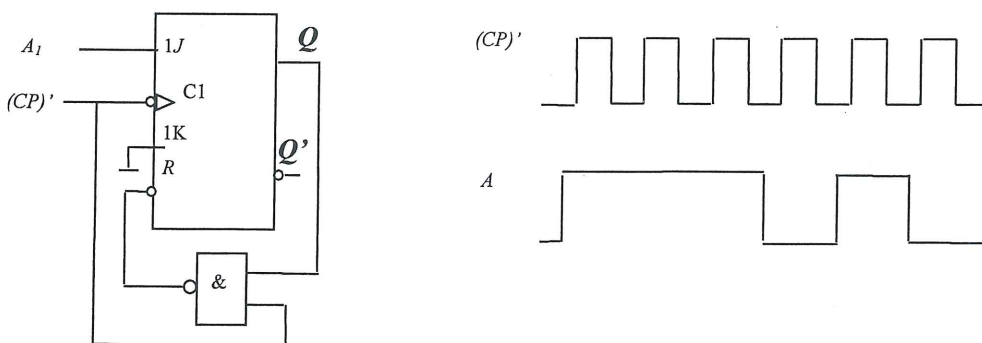 A1 1J Q
(CP)' C1
1K
R Q'
&
(CP)'
A